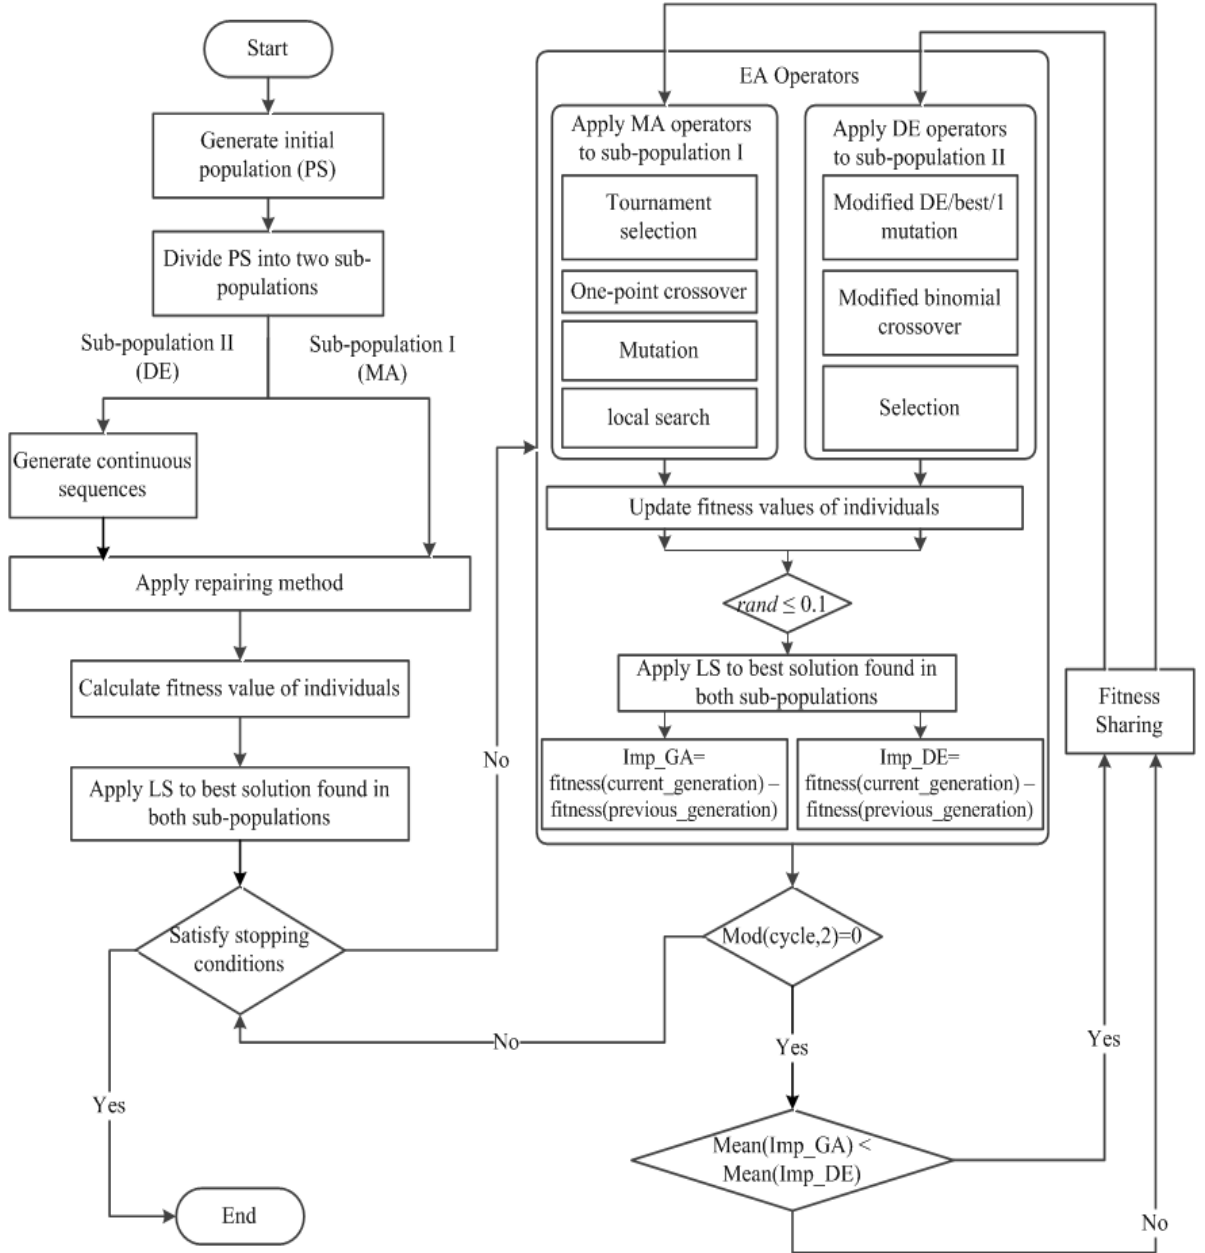 Start
Generate initial
population (PS)
Divide PS into two sub-
populations
Sub-population II
(DE)
Sub-population I
(MA)
Generate continuous
sequences
Apply repairing method
Calculate fitness value of individuals
Apply LS to best solution found in
both sub-populations
Satisfy stopping
conditions
Yes
End
No
EA Operators
Apply MA operators
to sub-population I
Tournament
selection
One-point crossover
Mutation
local search
Apply DE operators
to sub-population II
Modified DE/best/1
mutation
Modified binomial
crossover
Selection
Update fitness values of individuals
rand ≤ 0.1
Apply LS to best solution found in
both sub-populations
Imp_GA=
fitness(current_generation) –
fitness(previous_generation)
Imp_DE=
fitness(current_generation) –
fitness(previous_generation)
Mod(cycle,2)=0
No
Yes
Mean(Imp_GA) <
Mean(Imp_DE)
Yes
No
Fitness
Sharing